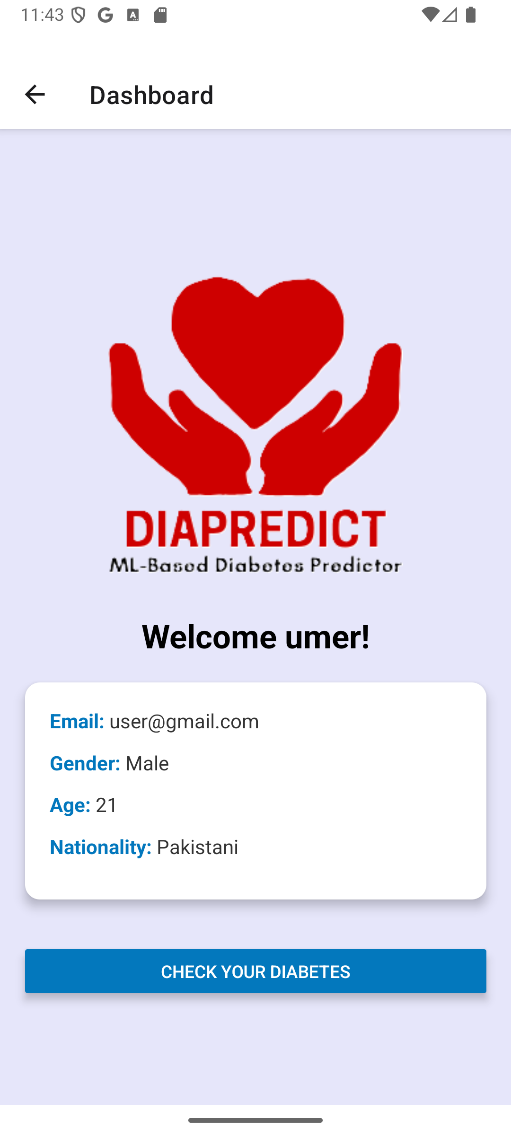 11:43
Dashboard
DIAPREDICT
ML-Based Diabetes Predictor
Welcome umer!
Email: user@gmail.com
Gender: Male
Age: 21
Nationality: Pakistani
CHECK YOUR DIABETES